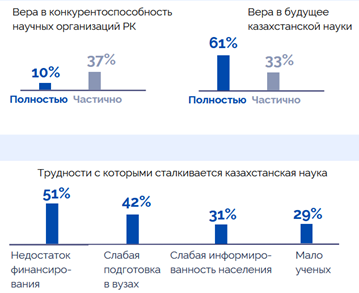 Вера в конкурентоспособность
научных организаций РК
10%
37%
Полностью
Частично
Вера в будущее
казахстанской науки
61%
33%
Полностью
Частично
Трудности с которыми сталкивается казахстанская наука
51%
42%
31%
29%
Недостаток
финансиро-
вания
Слабая
подготовка
в вузах
Слабая информиро-
ванность населения
Мало
ученых